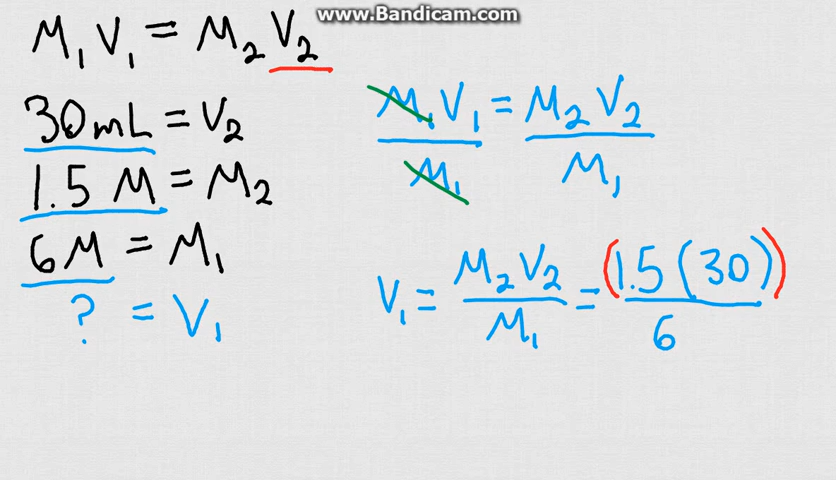 www.Bandicam.com
M₁V₁ = M₂V₂
30mL = V₂
1.5 M = M₂
6M = M₁
? = V₁
M₁V₁ = M₂V₂
M₁ M₁
V₁ = M₂V₂ = (1.5(30))
M₁ 6